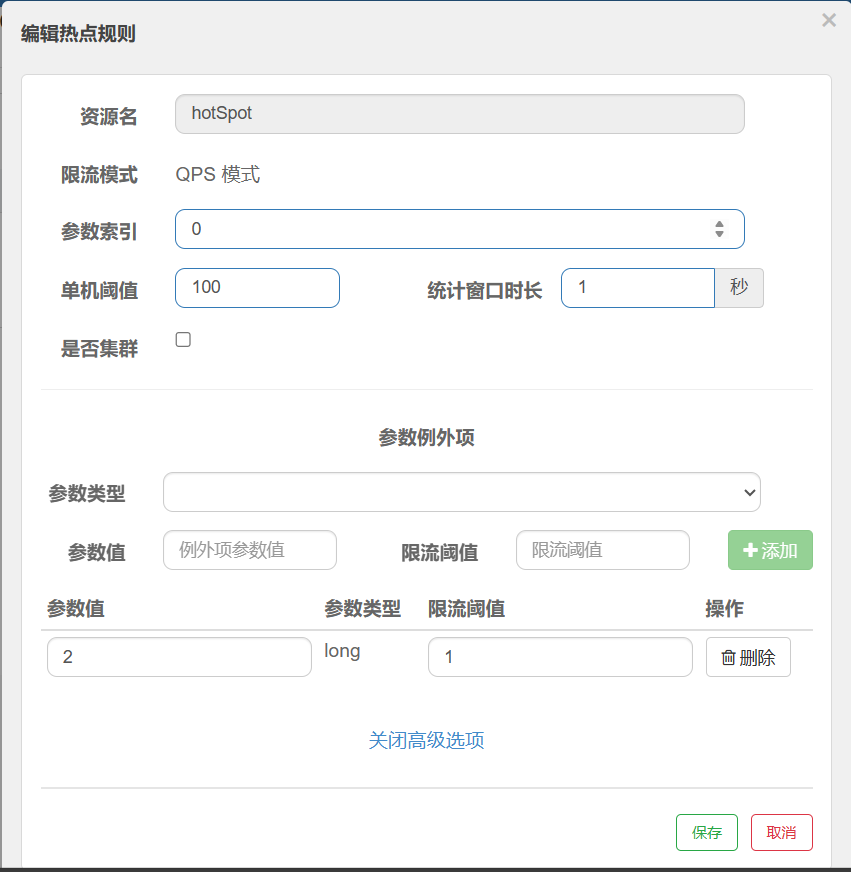 编辑热点规则 ×
资源名 hotSpot
限流模式 QPS 模式
参数索引 0
单机阈值 100 统计窗口时长 1 秒
是否集群
参数例外项
参数类型
参数值 例外项参数值 限流阈值 限流阈值 添加
参数值 参数类型 限流阈值 操作
2 long 1 删除
关闭高级选项
保存 取消